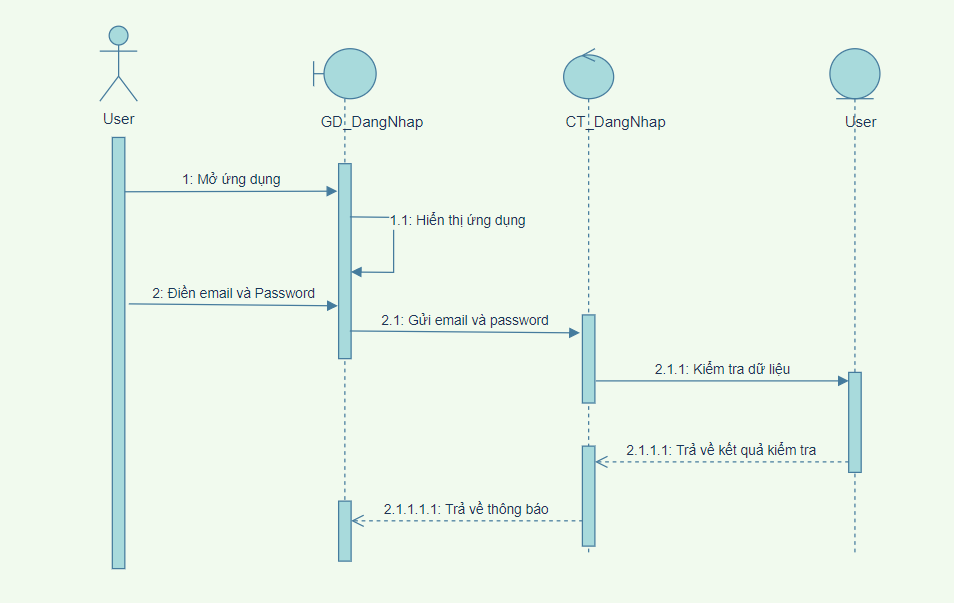 User
GD_DangNhap
CT_DangNhap
User
1: Mở ứng dụng
1.1: Hiển thị ứng dụng
2: Điền email và Password
2.1: Gửi email và password
2.1.1: Kiểm tra dữ liệu
2.1.1.1: Trả về kết quả kiểm tra
2.1.1.1.1: Trả về thông báo